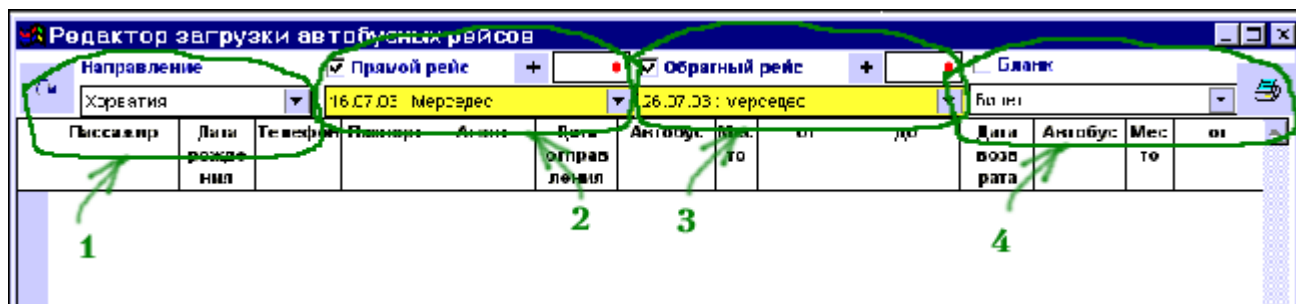 Редактор загрузки автобусных рейсов
Направление Прямой рейс + Обратный рейс + Бланк
Хорватия 16.07.03 Мерседес 26.07.03 : мерседес Билет
Пассажир Дата рождения Телефон Паспорт Дата отправления Автобус Место от до Дата возврата Автобус Место от
1 2 3 4